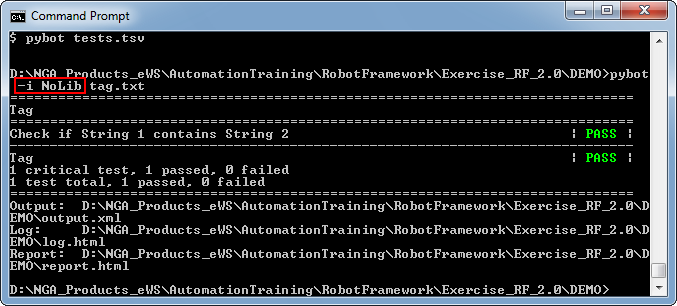 Command Prompt
$ pybot tests.tsv
D:\NGA_Products_eWS\AutomationTraining\RobotFramework\Exercise_RF_2.0\DEMO>pybot
-i NoLib tag.txt
==============================================================================
Tag
==============================================================================
Check if String 1 contains String 2 | PASS |
------------------------------------------------------------------------------
Tag | PASS |
1 critical test, 1 passed, 0 failed
1 test total, 1 passed, 0 failed
==============================================================================
Output: D:\NGA_Products_eWS\AutomationTraining\RobotFramework\Exercise_RF_2.0\D
EMO\output.xml
Log: D:\NGA_Products_eWS\AutomationTraining\RobotFramework\Exercise_RF_2.0\D
EMO\log.html
Report: D:\NGA_Products_eWS\AutomationTraining\RobotFramework\Exercise_RF_2.0\D
EMO\report.html
D:\NGA_Products_eWS\AutomationTraining\RobotFramework\Exercise_RF_2.0\DEMO>